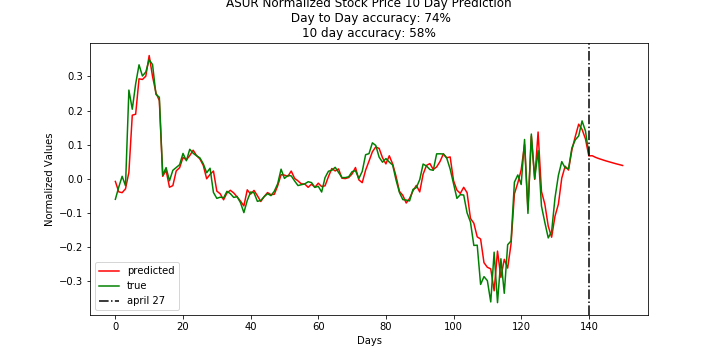 ASUR Normalized Stock Price 10 Day Prediction
Day to Day accuracy: 74%
10 day accuracy: 58%
Normalized Values
0.3
0.2
0.1
0.0
−0.1
−0.2
−0.3
predicted
true
april 27
0
20
40
60
80
100
120
140
Days